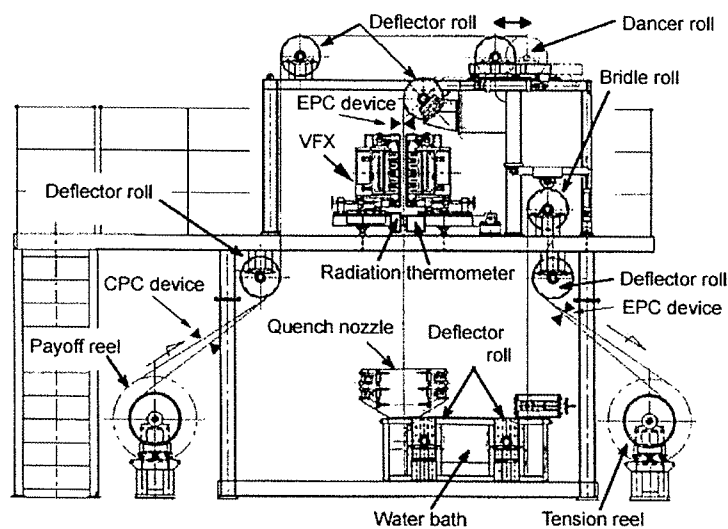 Deflector roll
Dancer roll
Bridle roll
EPC device
VFX
Deflector roll
Radiation thermometer
Deflector roll
CPC device
EPC device
Quench nozzle
Deflector
roll
Payoff reel
Water bath
Tension reel